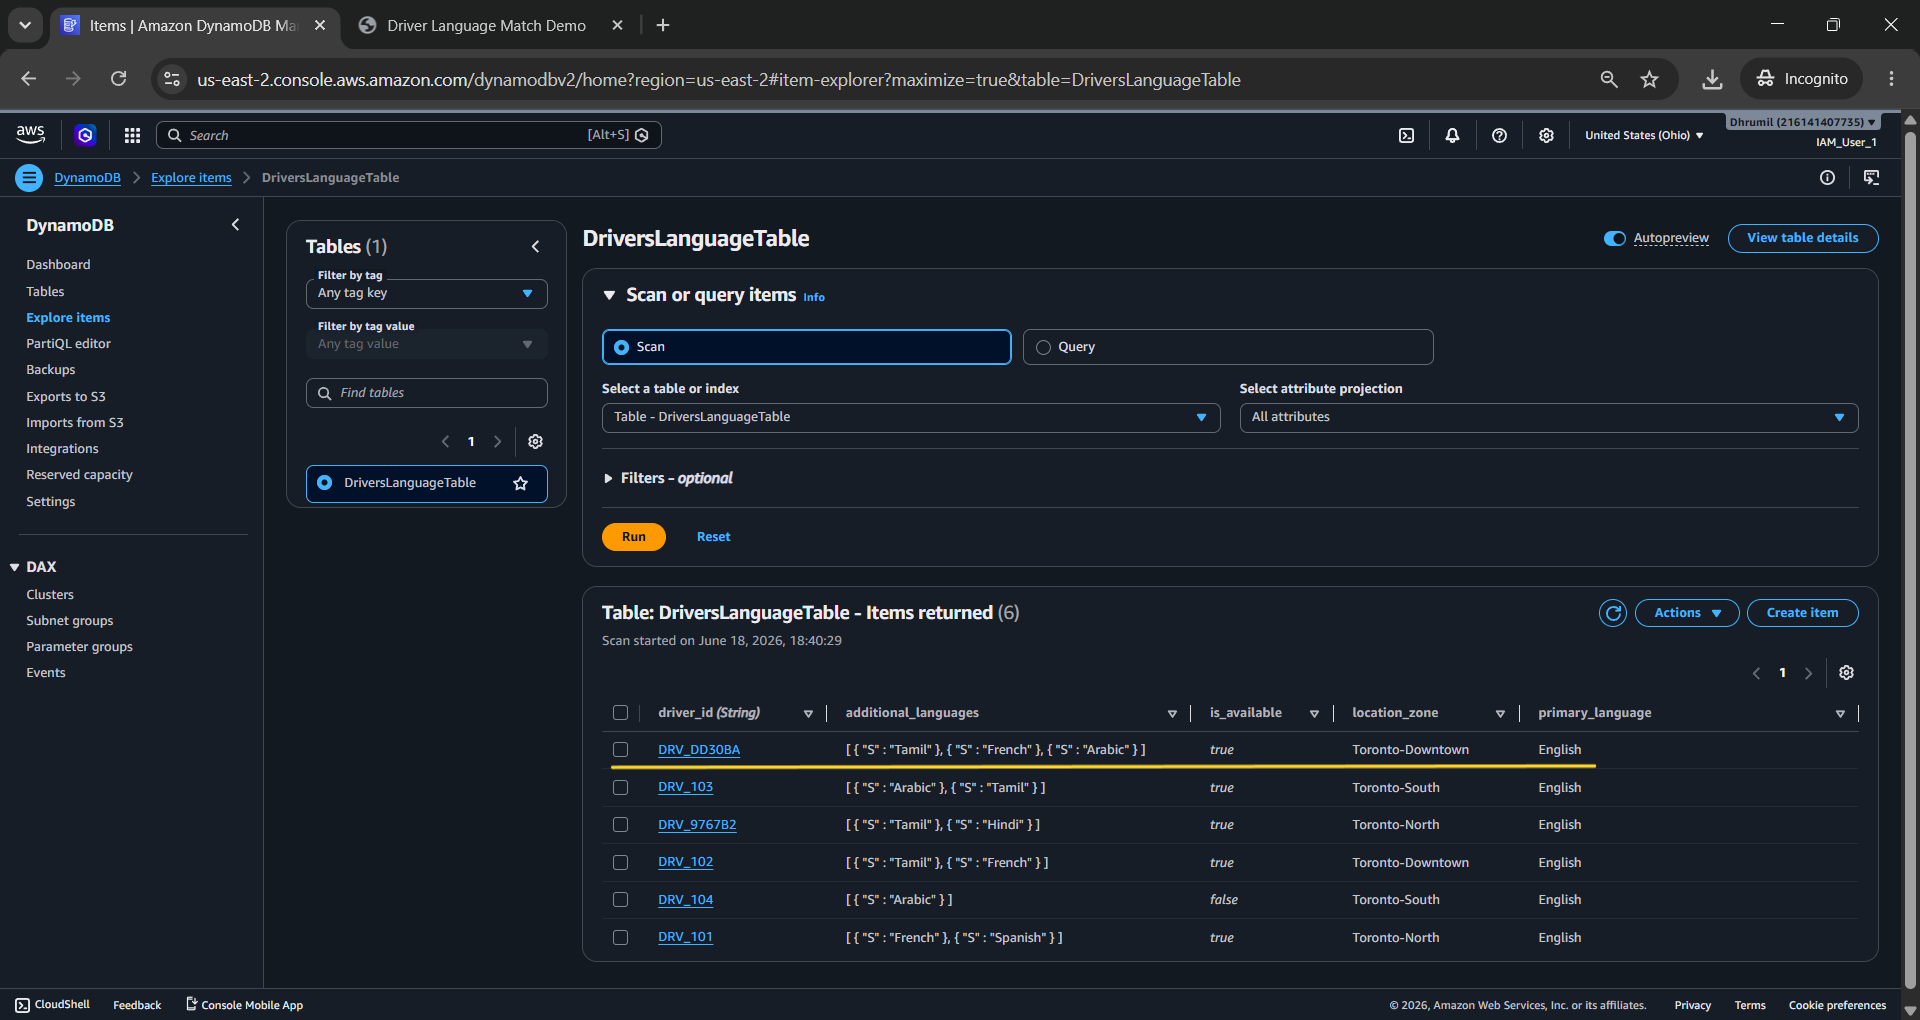 Items | Amazon DynamoDB Ma
Driver Language Match Demo
us-east-2.console.aws.amazon.com/dynamodbv2/home?region=us-east-2#item-explorer?maximize=true&table=DriversLanguageTable
Incognito
aws
Search
[Alt+S]
United States (Ohio)
Dhrumil (216141407735)
IAM_User_1
DynamoDB
Explore items
DriversLanguageTable
DynamoDB
Dashboard
Tables
Explore items
PartiQL editor
Backups
Exports to S3
Imports from S3
Integrations
Reserved capacity
Settings
DAX
Clusters
Subnet groups
Parameter groups
Events
Tables (1)
Filter by tag
Any tag key
Filter by tag value
Any tag value
Find tables
1
DriversLanguageTable
DriversLanguageTable
Autopreview
View table details
Scan or query items Info
Scan
Query
Select a table or index
Table - DriversLanguageTable
Select attribute projection
All attributes
Filters - optional
Run
Reset
Table: DriversLanguageTable - Items returned (6)
Scan started on June 18, 2026, 18:40:29
Actions
Create item
1
driver_id (String) additional_languages is_available location_zone primary_language
DRV_DD30BA [ { "S" : "Tamil" }, { "S" : "French" }, { "S" : "Arabic" } ] true Toronto-Downtown English
DRV_103 [ { "S" : "Arabic" }, { "S" : "Tamil" } ] true Toronto-South English
DRV_9767B2 [ { "S" : "Tamil" }, { "S" : "Hindi" } ] true Toronto-North English
DRV_102 [ { "S" : "Tamil" }, { "S" : "French" } ] true Toronto-Downtown English
DRV_104 [ { "S" : "Arabic" } ] false Toronto-South English
DRV_101 [ { "S" : "French" }, { "S" : "Spanish" } ] true Toronto-North English
CloudShell
Feedback
Console Mobile App
© 2026, Amazon Web Services, Inc. or its affiliates.
Privacy
Terms
Cookie preferences